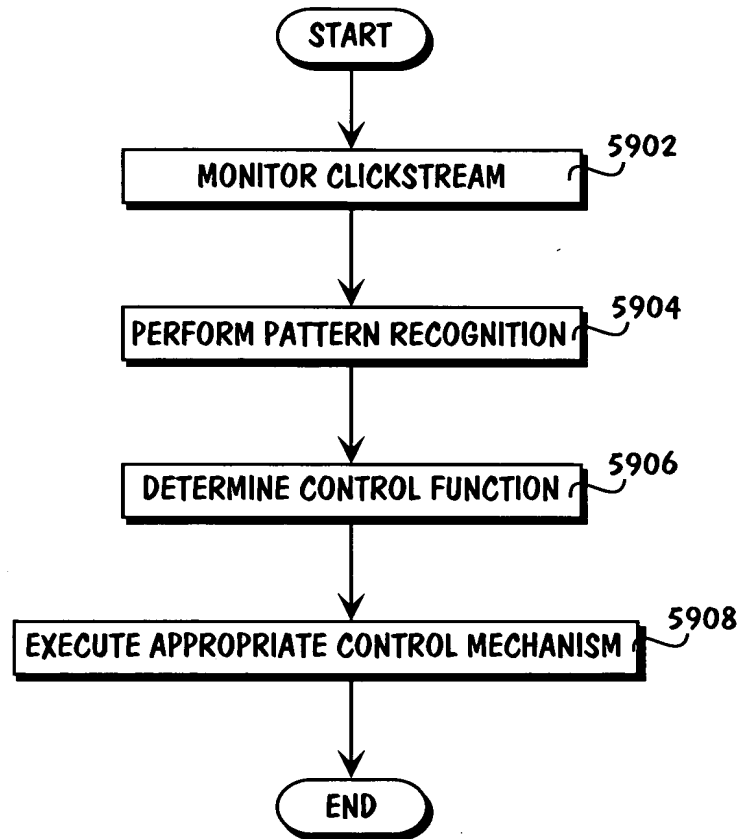 START
MONITOR CLICKSTREAM
5902
PERFORM PATTERN RECOGNITION
5904
DETERMINE CONTROL FUNCTION
5906
EXECUTE APPROPRIATE CONTROL MECHANISM
5908
END